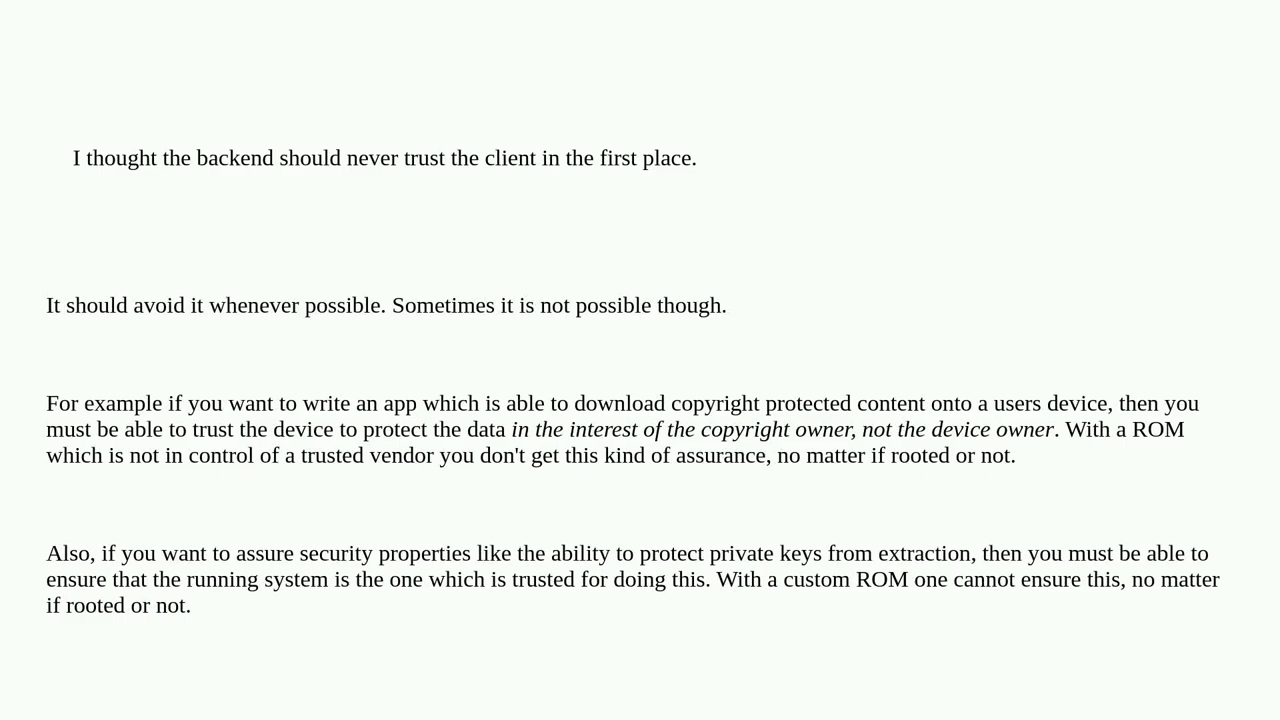 I thought the backend should never trust the client in the first place.
It should avoid it whenever possible. Sometimes it is not possible though.
For example if you want to write an app which is able to download copyright protected content onto a users device, then you
must be able to trust the device to protect the data in the interest of the copyright owner, not the device owner. With a ROM
which is not in control of a trusted vendor you don't get this kind of assurance, no matter if rooted or not.
Also, if you want to assure security properties like the ability to protect private keys from extraction, then you must be able to
ensure that the running system is the one which is trusted for doing this. With a custom ROM one cannot ensure this, no matter
if rooted or not.